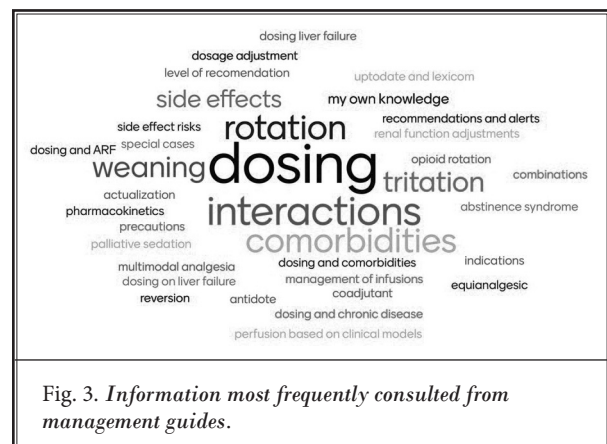 dosing liver failure
dosage adjustment
level of recomendation
uptodate and lexicom
side effects
my own knowledge
rotation
recommendations and alerts
side effect risks
renal function adjustments
dosing and ARF
special cases
dosing
opioid rotation
weaning
tritation
combinations
actualization
interactions
abstinence syndrome
pharmacokinetics
precautions
comorbidities
palliative sedation
dosing and comorbidities
indications
multimodal analgesia
management of infusions
dosing on liver failure
equianalgesic
coadjutant
reversion
antidote
dosing and chronic disease
perfusion based on clinical models
Fig. 3. Information most frequently consulted from
management guides.